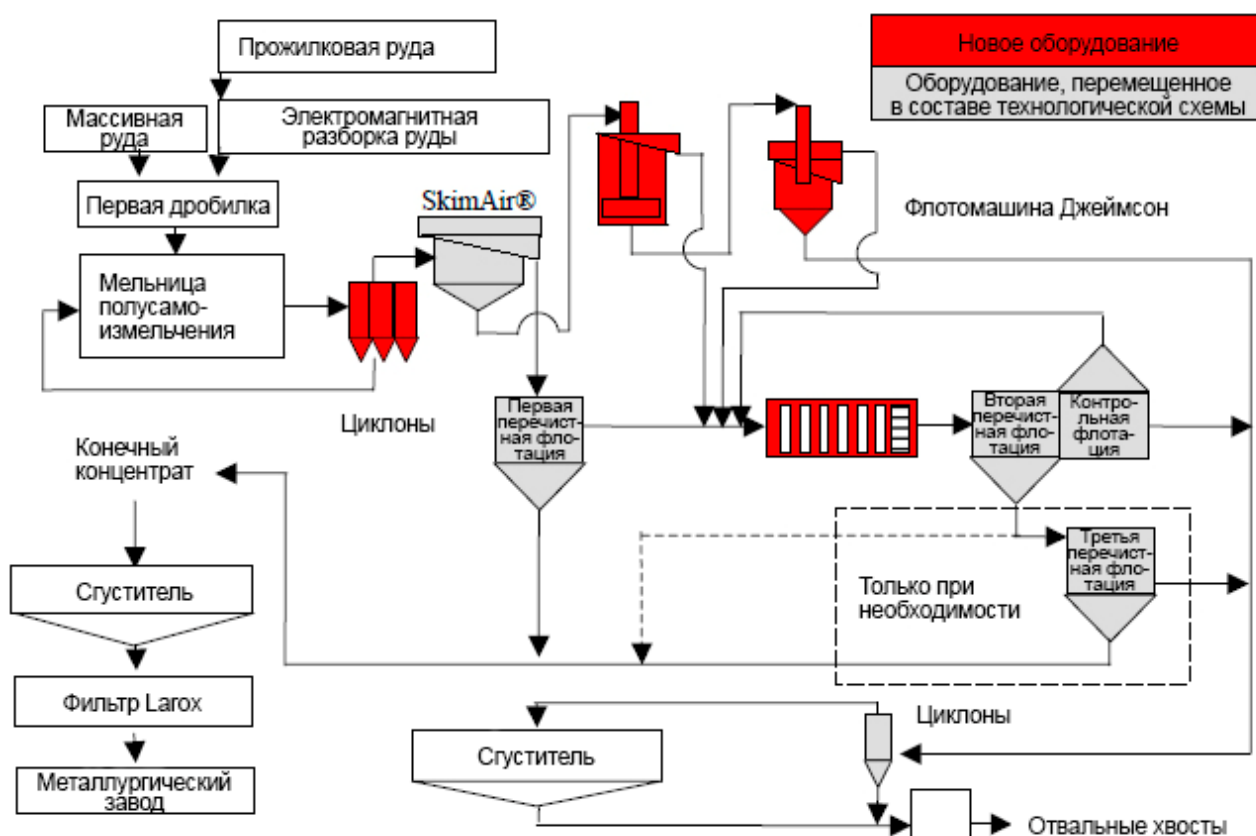 Прожилковая руда
Новое оборудование
Оборудование, перемещенное
в составе технологической схемы
Массивная
руда
Электромагнитная
разборка руды
Первая дробилка
SkimAir®
Флотомашина Джеймсон
Мельница
полусамо-
измельчения
Циклоны
Первая
перечист-
ная фло-
тация
Вторая
перечист-
ная фло-
тация
Контро-
льная
флота-
ция
Конечный
концентрат
Третья
перечист-
ная фло-
тация
Только при
необходимости
Сгуститель
Фильтр Larox
Металлургический
завод
Циклоны
Сгуститель
Отвальные хвосты